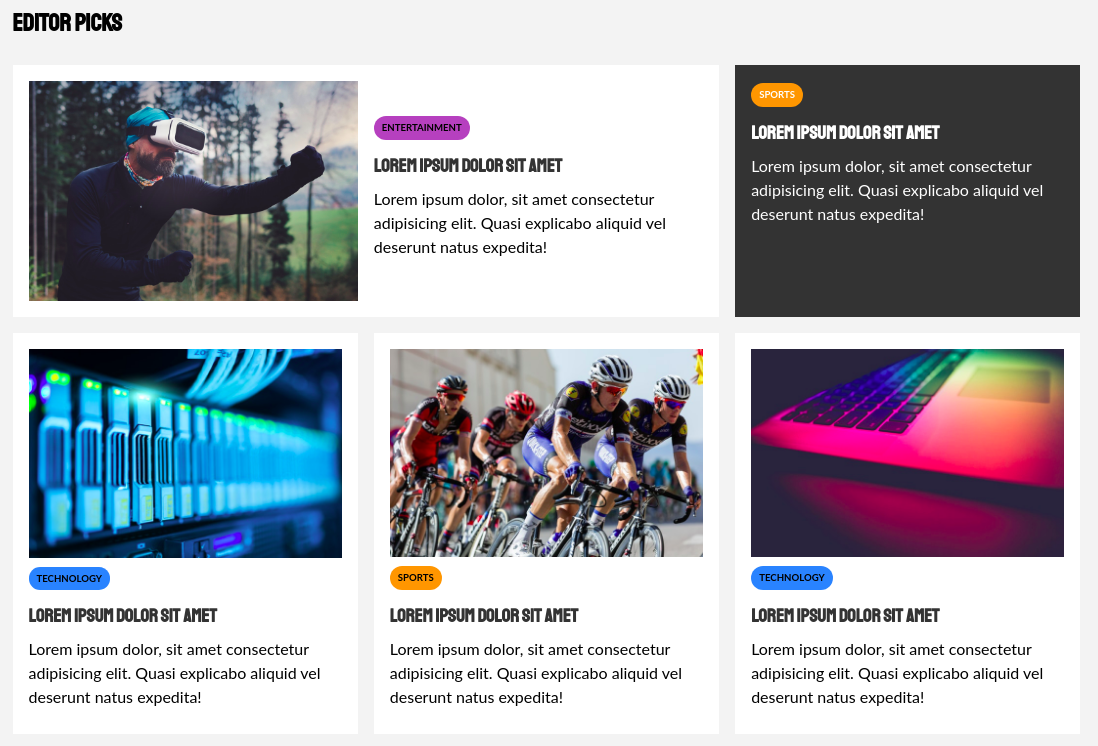 EDITOR PICKS
ENTERTAINMENT
LOREM IPSUM DOLOR SIT AMET
Lorem ipsum dolor, sit amet consectetur
adipisicing elit. Quasi explicabo aliquid vel
deserunt natus expedita!
SPORTS
LOREM IPSUM DOLOR SIT AMET
Lorem ipsum dolor, sit amet consectetur
adipisicing elit. Quasi explicabo aliquid vel
deserunt natus expedita!
TECHNOLOGY
LOREM IPSUM DOLOR SIT AMET
Lorem ipsum dolor, sit amet consectetur
adipisicing elit. Quasi explicabo aliquid vel
deserunt natus expedita!
SPORTS
LOREM IPSUM DOLOR SIT AMET
Lorem ipsum dolor, sit amet consectetur
adipisicing elit. Quasi explicabo aliquid vel
deserunt natus expedita!
TECHNOLOGY
LOREM IPSUM DOLOR SIT AMET
Lorem ipsum dolor, sit amet consectetur
adipisicing elit. Quasi explicabo aliquid vel
deserunt natus expedita!